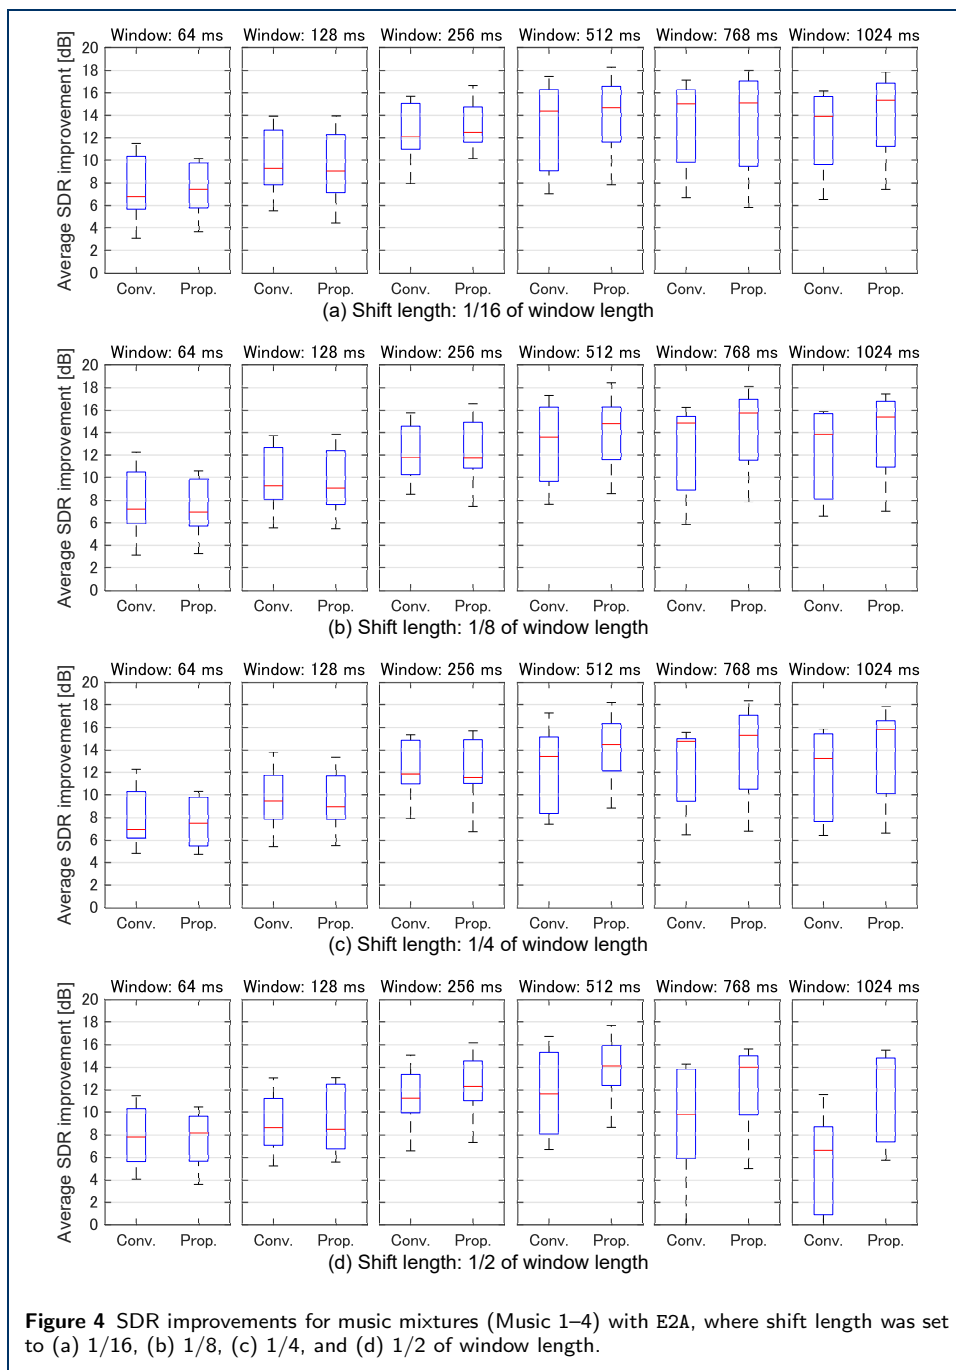 Window: 64 ms Window: 128 ms Window: 256 ms Window: 512 ms Window: 768 ms Window: 1024 ms
Average SDR improvement [dB]
20
18
16
14
12
10
8
6
4
2
0
Conv. Prop. Conv. Prop. Conv. Prop. Conv. Prop. Conv. Prop. Conv. Prop.
(a) Shift length: 1/16 of window length
Window: 64 ms Window: 128 ms Window: 256 ms Window: 512 ms Window: 768 ms Window: 1024 ms
Average SDR improvement [dB]
20
18
16
14
12
10
8
6
4
2
0
Conv. Prop. Conv. Prop. Conv. Prop. Conv. Prop. Conv. Prop. Conv. Prop.
(b) Shift length: 1/8 of window length
Window: 64 ms Window: 128 ms Window: 256 ms Window: 512 ms Window: 768 ms Window: 1024 ms
Average SDR improvement [dB]
20
18
16
14
12
10
8
6
4
2
0
Conv. Prop. Conv. Prop. Conv. Prop. Conv. Prop. Conv. Prop. Conv. Prop.
(c) Shift length: 1/4 of window length
Window: 64 ms Window: 128 ms Window: 256 ms Window: 512 ms Window: 768 ms Window: 1024 ms
Average SDR improvement [dB]
20
18
16
14
12
10
8
6
4
2
0
Conv. Prop. Conv. Prop. Conv. Prop. Conv. Prop. Conv. Prop. Conv. Prop.
(d) Shift length: 1/2 of window length
Figure 4 SDR improvements for music mixtures (Music 1–4) with E2A, where shift length was set
to (a) 1/16, (b) 1/8, (c) 1/4, and (d) 1/2 of window length.